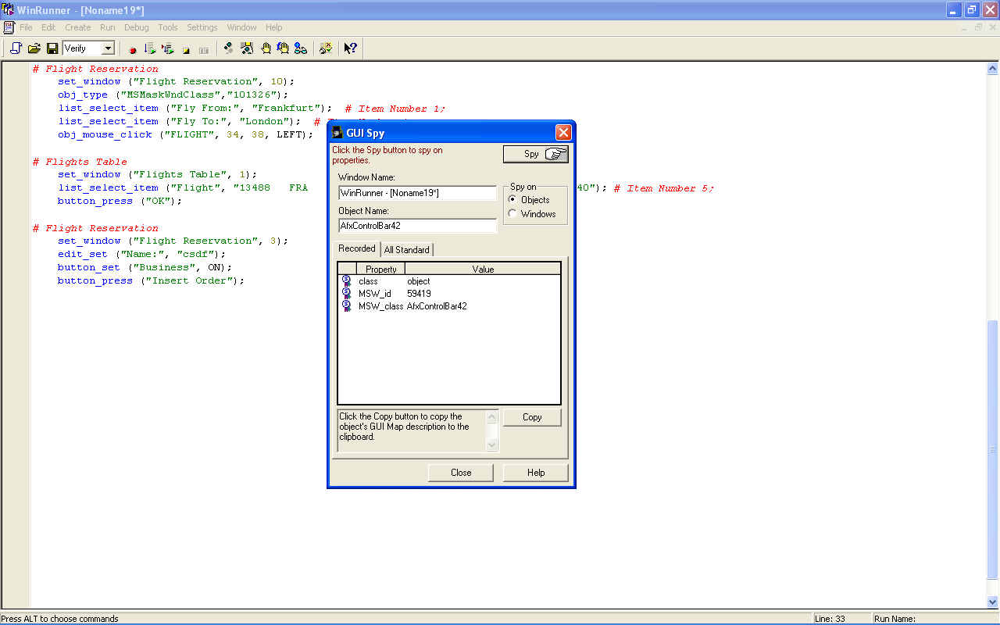 WinRunner - [Noname19*]
File Edit Create Run Debug Tools Settings Window Help
Verify
# Flight Reservation
set_window ("Flight Reservation", 10);
obj_type ("MSMaskWndClass","101326");
list_select_item ("Fly From:", "Frankfurt"); # Item Number 1;
list_select_item ("Fly To:", "London"); #
obj_mouse_click ("FLIGHT", 34, 38, LEFT);
# Flights Table
set_window ("Flights Table", 1);
list_select_item ("Flight", "13488 FRA 40"); # Item Number 5;
button_press ("OK");
# Flight Reservation
set_window ("Flight Reservation", 3);
edit_set ("Name:", "csdf");
button_set ("Business", ON);
button_press ("Insert Order");
GUI Spy
Click the Spy button to spy on
properties.
Spy
Window Name:
WinRunner - [Noname19*]
Object Name:
AfxControlBar42
Spy on
Objects
Windows
Recorded All Standard
Property Value
class object
MSW_id 59419
MSW_class AfxControlBar42
Click the Copy button to copy the
object's GUI Map description to the
clipboard.
Copy
Close Help
Press ALT to choose commands Line: 33 Run Name: